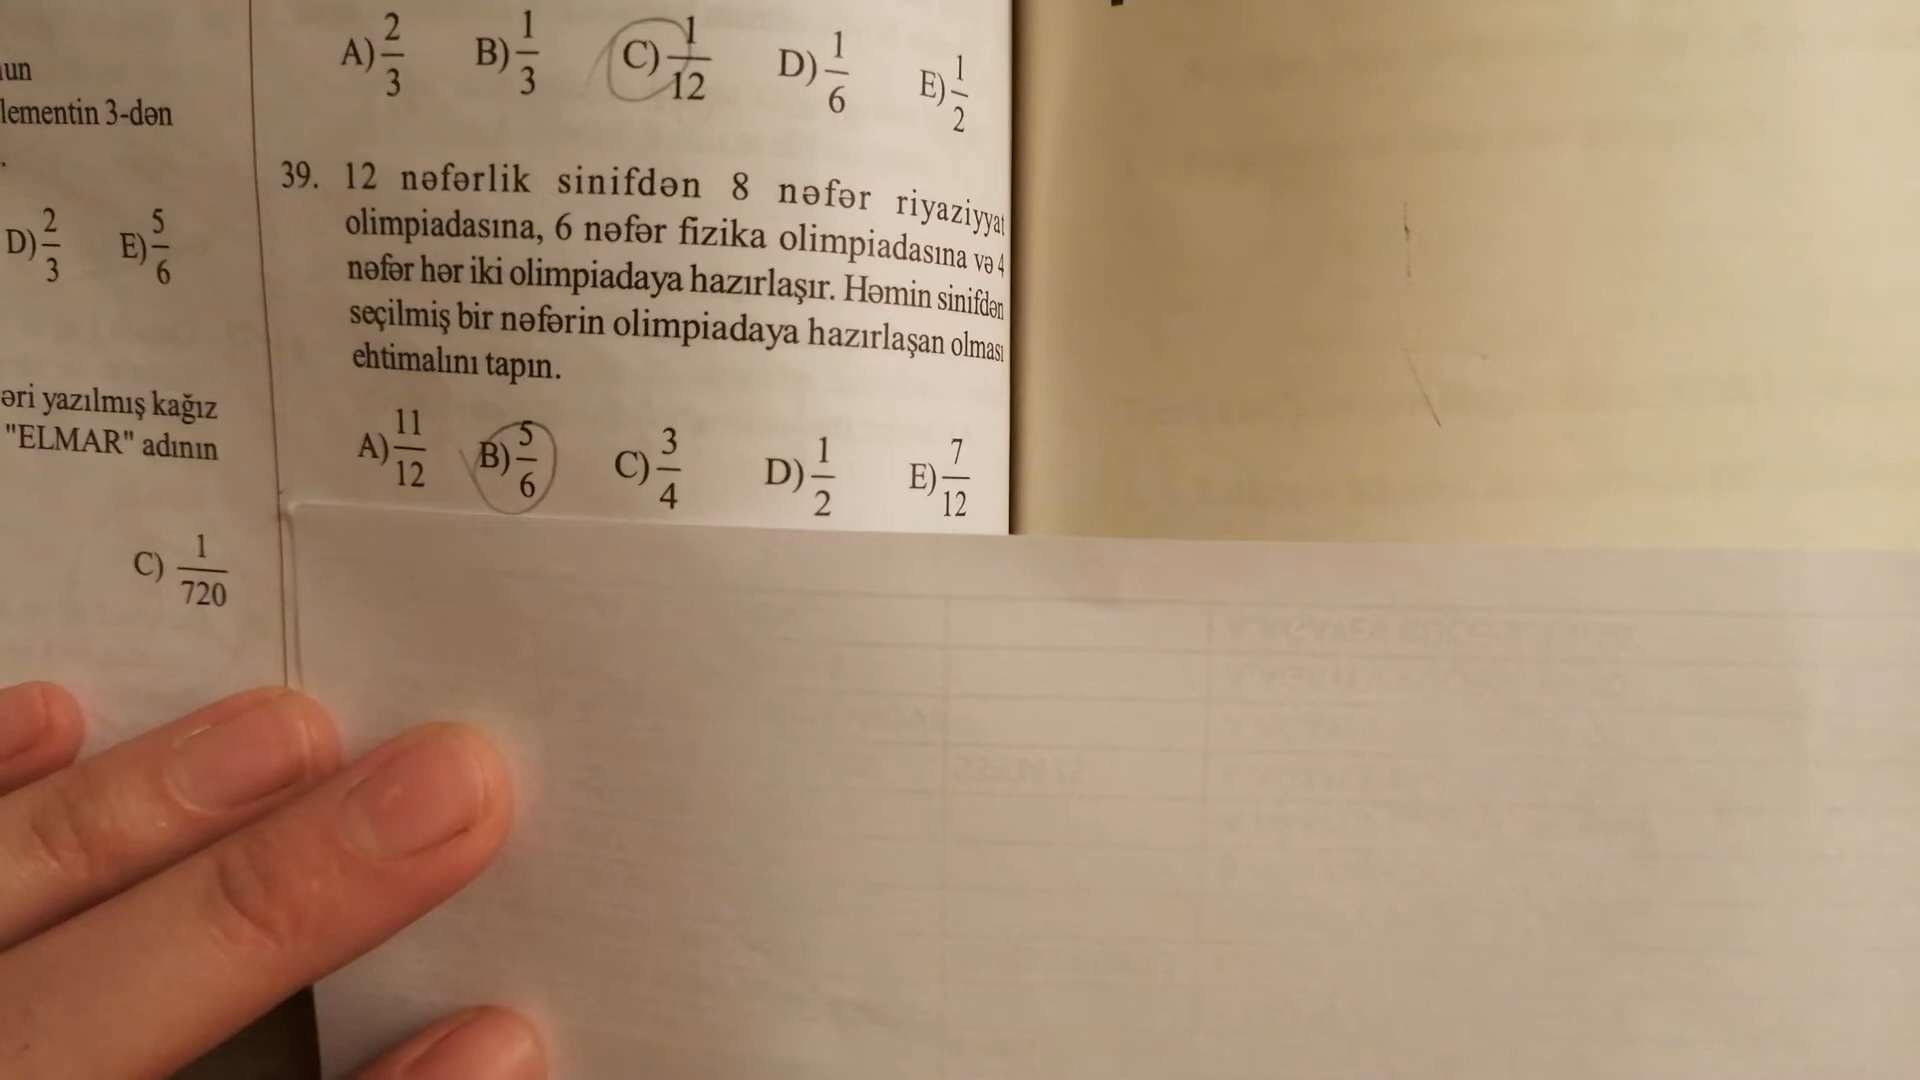 un
lementin 3-dən
.
D) 2/3 E) 5/6
əri yazılmış kağız
"ELMAR" adının
C) 1/720
A) 2/3 B) 1/3 C) 1/12 D) 1/6 E) 1/2
39. 12 nəfərlik sinifdən 8 nəfər riyaziyyat
olimpiadasına, 6 nəfər fizika olimpiadasına və 4
nəfər hər iki olimpiadaya hazırlaşır. Həmin sinifdən
seçilmiş bir nəfərin olimpiadaya hazırlaşan olması
ehtimalını tapın.
A) 11/12 B) 5/6 C) 3/4 D) 1/2 E) 7/12